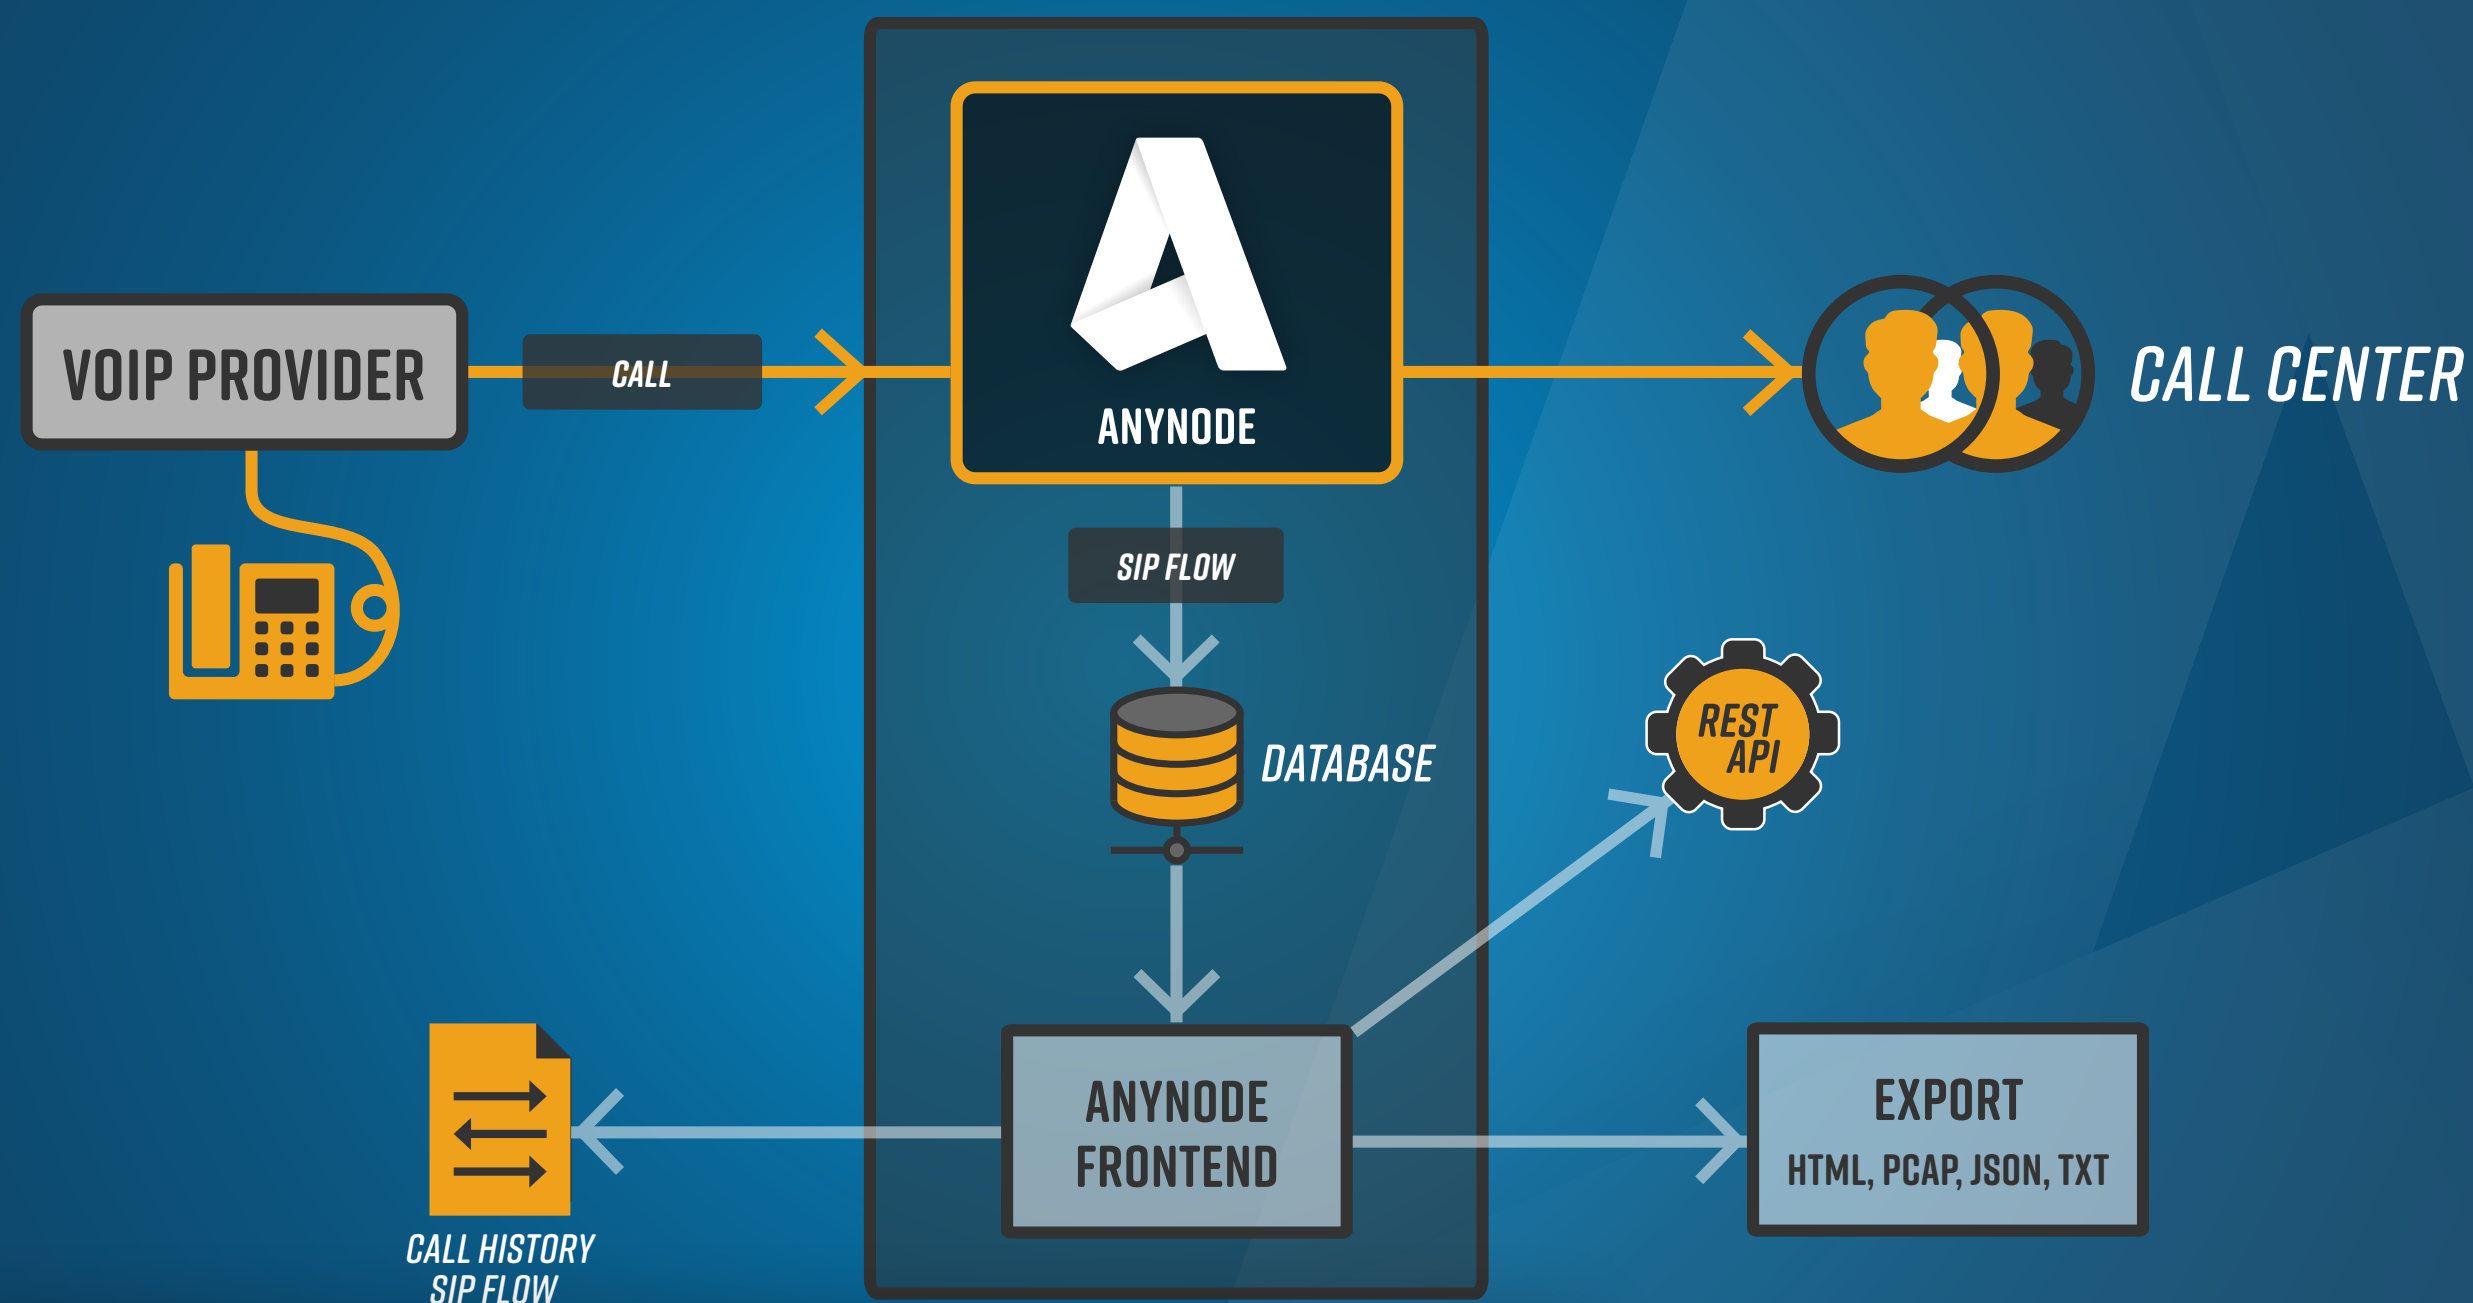 VOIP PROVIDER
CALL
ANYNODE
CALL CENTER
SIP FLOW
DATABASE
REST
API
ANYNODE
FRONTEND
EXPORT
HTML, PCAP, JSON, TXT
CALL HISTORY
SIP FLOW